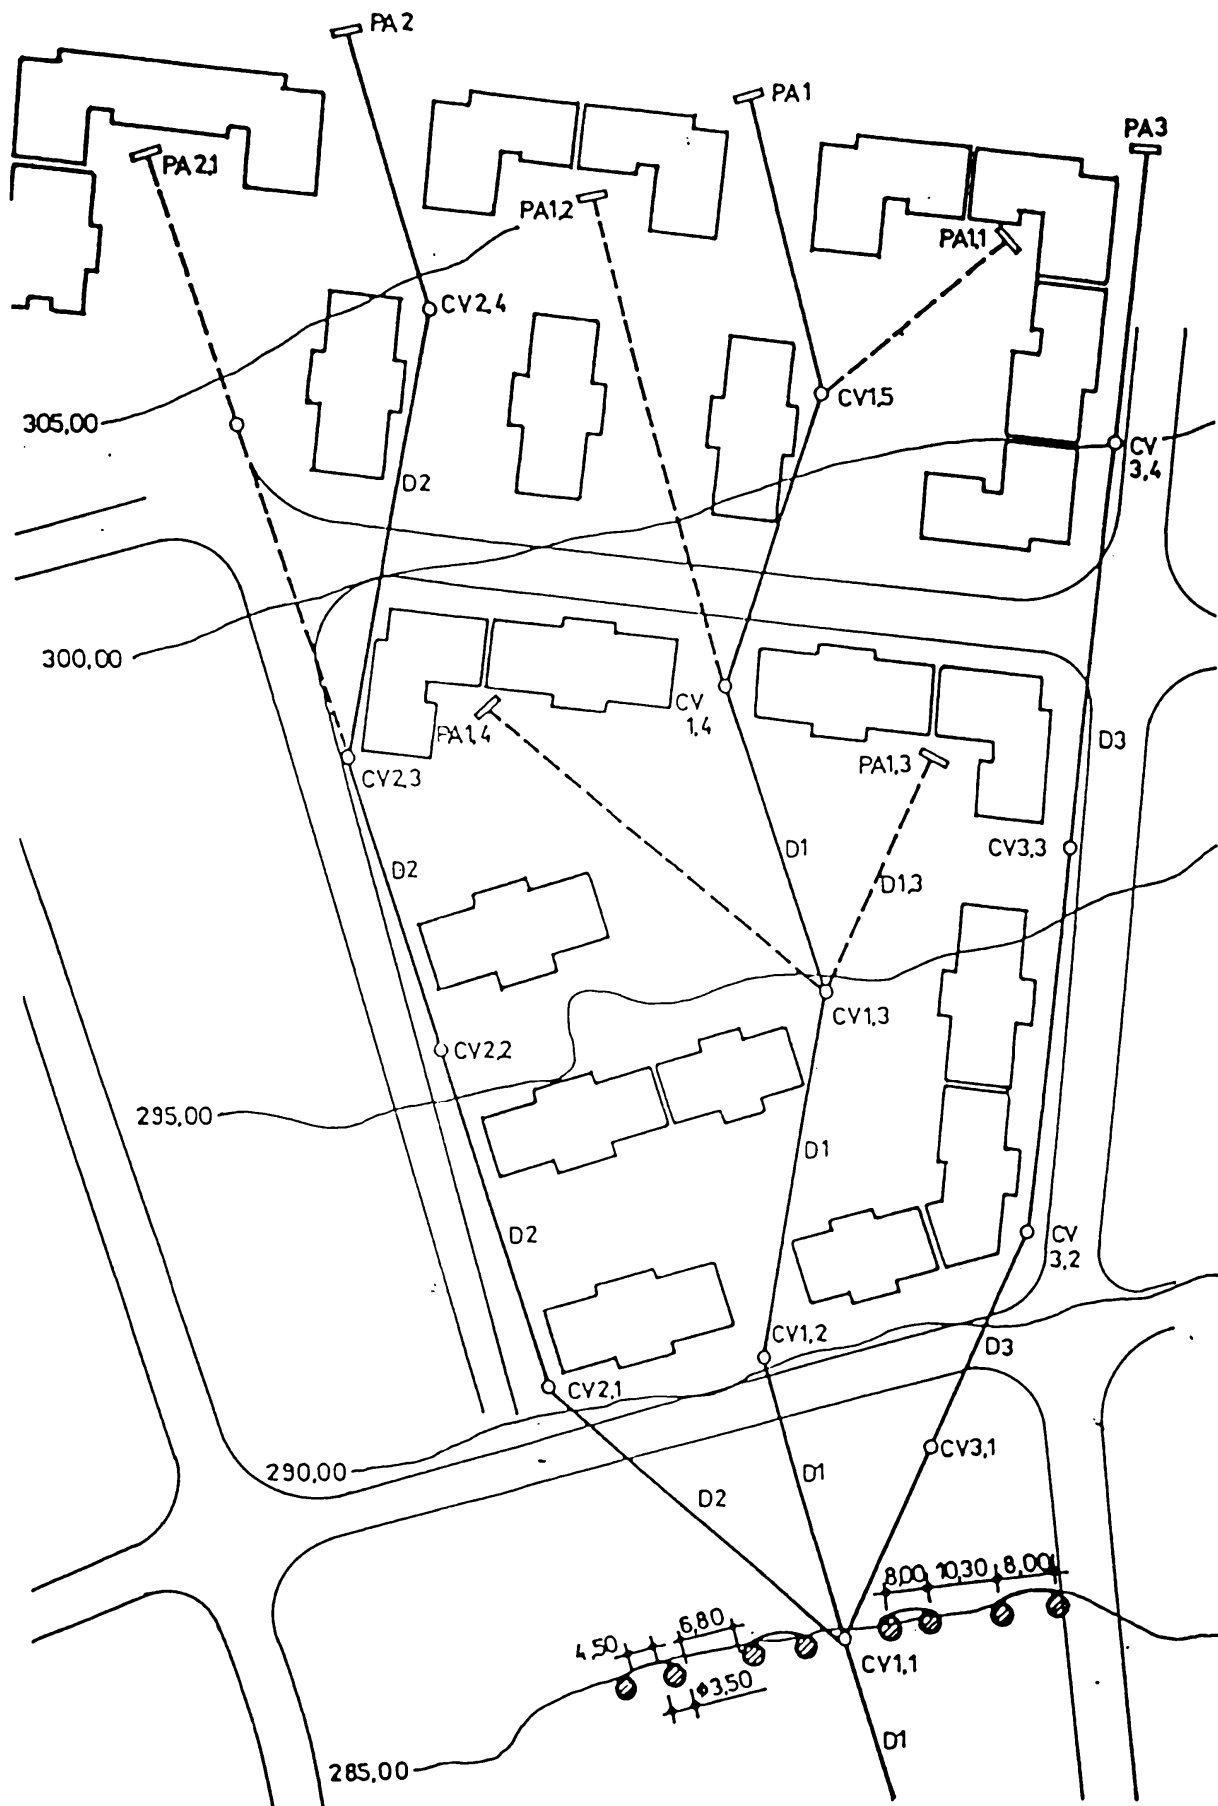 PA2
PA1
PA3
PA2,1
PA1,2
PA1,1
CV2,4
CV1,5
305,00
CV
3,4
D2
300,00
CV
1,4
PA1,4
D3
PA1,3
CV2,3
D1
CV3,3
D2
D1,3
CV1,3
CV2,2
295,00
D1
D2
CV
3,2
CV1,2
D3
CV2,1
CV3,1
290,00
D1
D2
8,00 10,30 8,00
6,80
4,50
CV1,1
ϕ3,50
D1
285,00